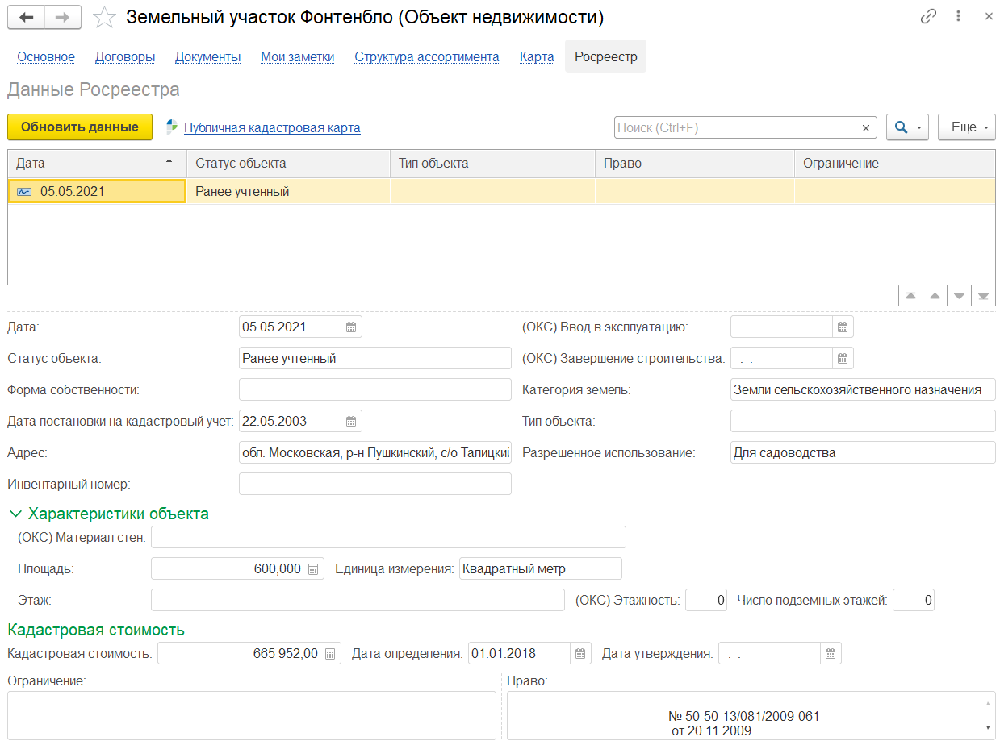 Земельный участок Фонтенбло (Объект недвижимости)
Основное Договоры Документы Мои заметки Структура ассортимента Карта Росреестр
Данные Росреестра
Обновить данные Публичная кадастровая карта Поиск (Ctrl+F) Еще
Дата Статус объекта Тип объекта Право Ограничение
05.05.2021 Ранее учтенный
Дата: 05.05.2021 (ОКС) Ввод в эксплуатацию: . .
Статус объекта: Ранее учтенный (ОКС) Завершение строительства: . .
Форма собственности: Категория земель: Земли сельскохозяйственного назначения
Дата постановки на кадастровый учет: 22.05.2003 Тип объекта:
Адрес: обл. Московская, р-н Пушкинский, с/о Талицкий Разрешенное использование: Для садоводства
Инвентарный номер:
Характеристики объекта
(ОКС) Материал стен:
Площадь: 600,000 Единица измерения: Квадратный метр
Этаж: (ОКС) Этажность: 0 Число подземных этажей: 0
Кадастровая стоимость
Кадастровая стоимость: 665 952,00 Дата определения: 01.01.2018 Дата утверждения: . .
Ограничение: Право:
№ 50-50-13/081/2009-061
от 20.11.2009